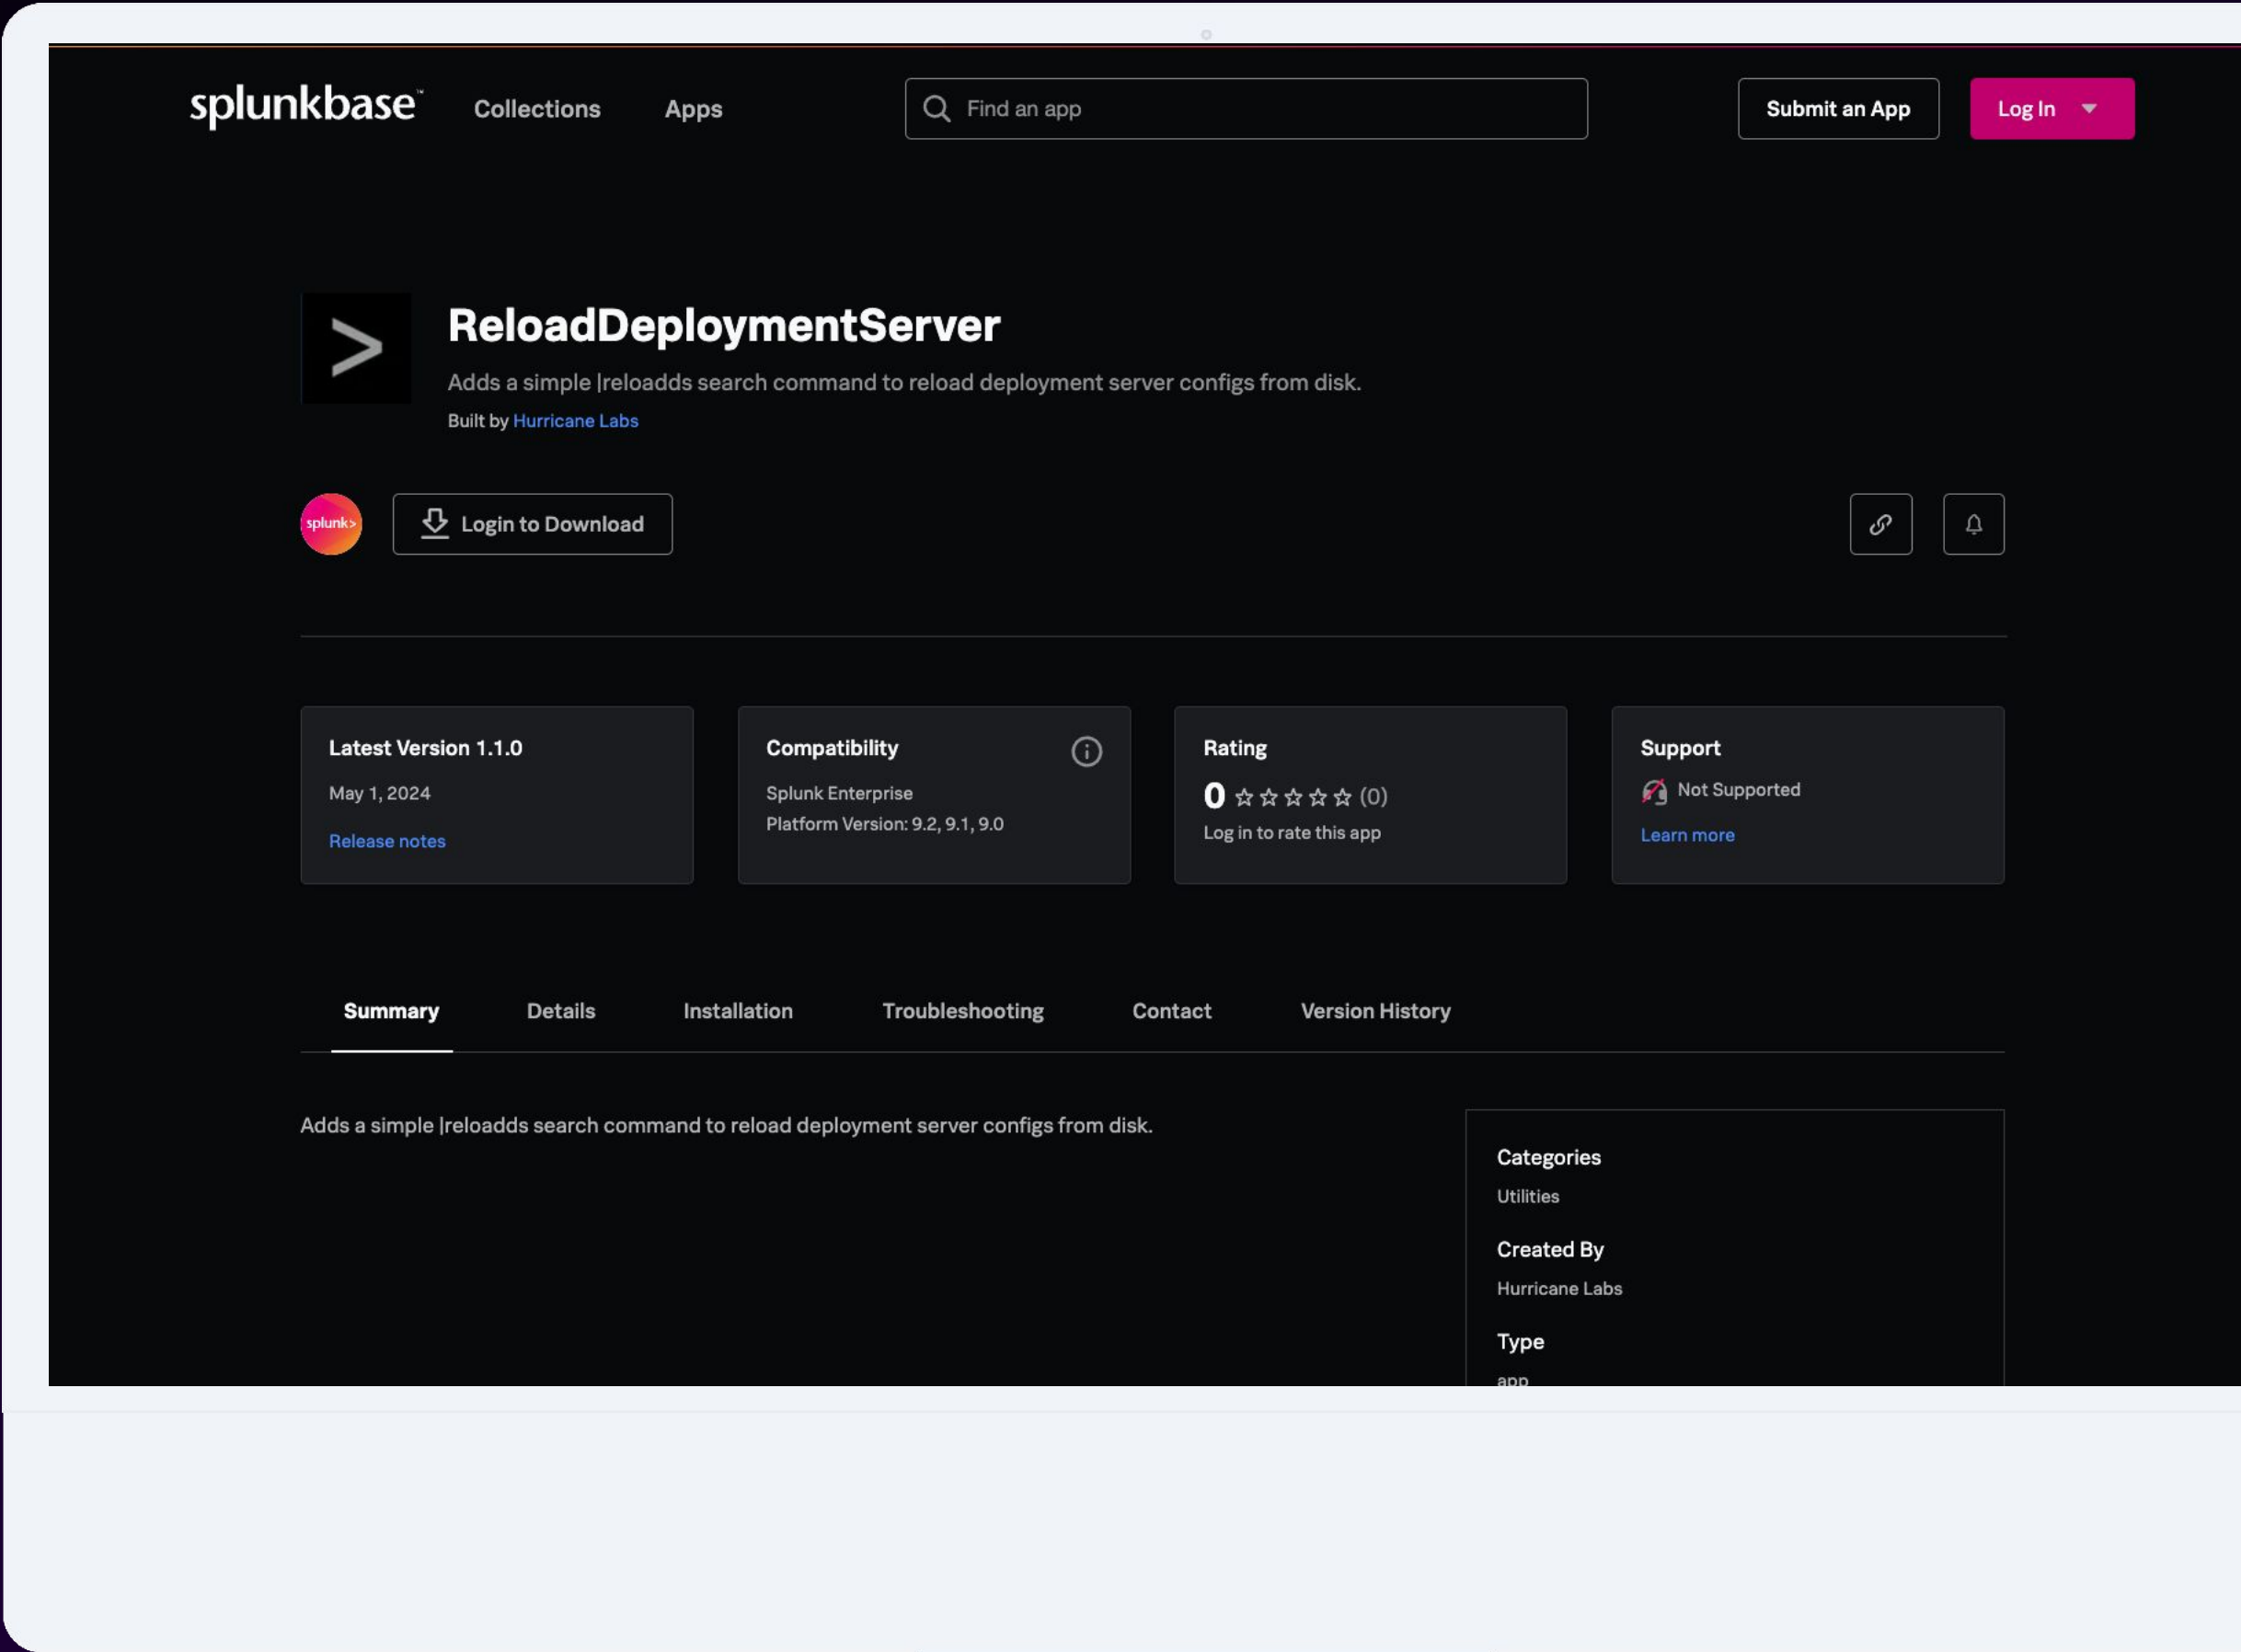 splunkbase™
Collections
Apps
Find an app
Submit an App
Log In
>
ReloadDeploymentServer
Adds a simple |reloadds search command to reload deployment server configs from disk.
Built by Hurricane Labs
splunk>
Login to Download
Latest Version 1.1.0
May 1, 2024
Release notes
Compatibility
Splunk Enterprise
Platform Version: 9.2, 9.1, 9.0
Rating
0 ☆☆☆☆☆ (0)
Log in to rate this app
Support
Not Supported
Learn more
Summary
Details
Installation
Troubleshooting
Contact
Version History
Adds a simple |reloadds search command to reload deployment server configs from disk.
Categories
Utilities
Created By
Hurricane Labs
Type
app